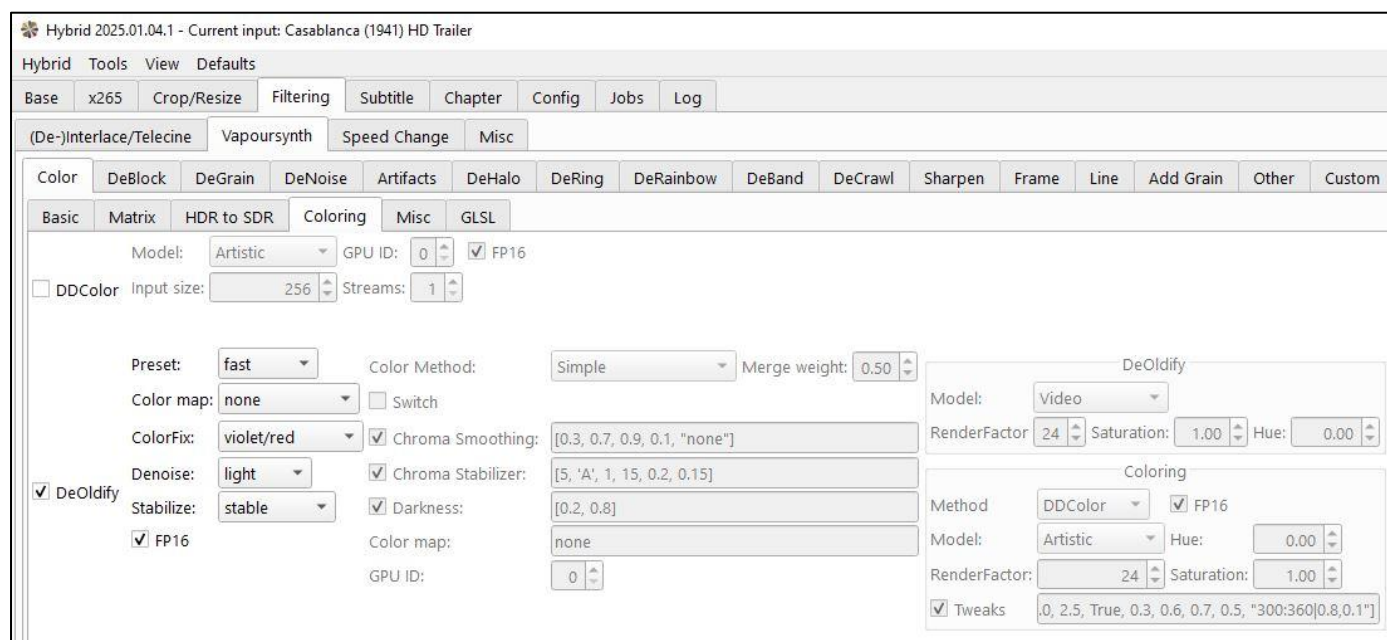 Hybrid 2025.01.04.1 - Current input: Casablanca (1941) HD Trailer
Hybrid Tools View Defaults
Base x265 Crop/Resize Filtering Subtitle Chapter Config Jobs Log
(De-)Interlace/Telecine Vapoursynth Speed Change Misc
Color DeBlock DeGrain DeNoise Artifacts DeHalo DeRing DeRainbow DeBand DeCrawl Sharpen Frame Line Add Grain Other Custom
Basic Matrix HDR to SDR Coloring Misc GLSL
Model: Artistic GPU ID: 0 FP16
DDColor Input size: 256 Streams: 1
Preset: fast Color Method: Simple Merge weight: 0.50 DeOldify
Color map: none Switch Model: Video
ColorFix: violet/red Chroma Smoothing: [0.3, 0.7, 0.9, 0.1, "none"] RenderFactor 24 Saturation: 1.00 Hue: 0.00
Denoise: light Chroma Stabilizer: [5, 'A', 1, 15, 0.2, 0.15] Coloring
DeOldify Stabilize: stable Darkness: [0.2, 0.8] Method DDColor FP16
FP16 Color map: none Model: Artistic Hue: 0.00
GPU ID: 0 RenderFactor: 24 Saturation: 1.00
Tweaks .0, 2.5, True, 0.3, 0.6, 0.7, 0.5, "300:360|0.8,0.1"]